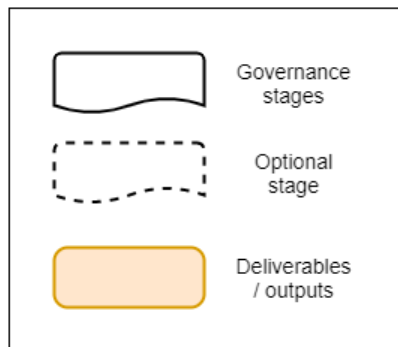 Governance
stages
Optional
stage
Deliverables
/ outputs